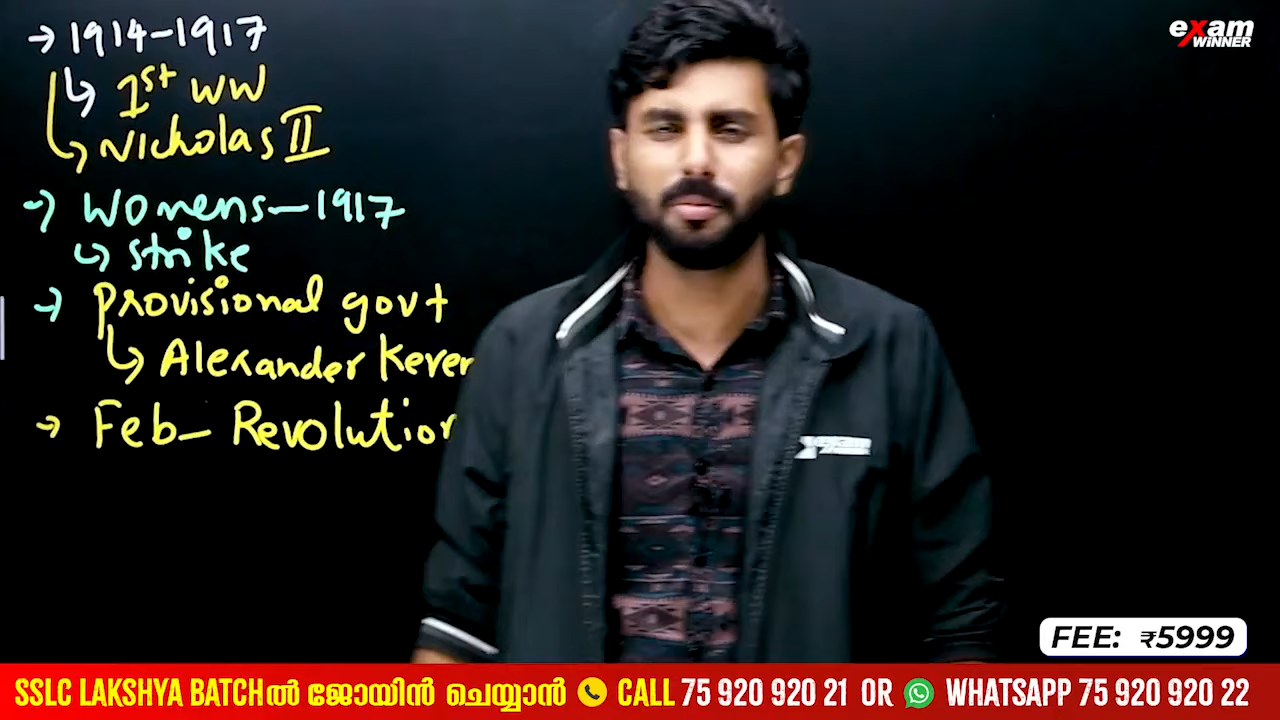 → 1914-1917
↳ 1st WW
↳ Nicholas II
→ Womens-1917
↳ strike
→ Provisional govt
↳ Alexander Keren
→ Feb- Revolution
exam
WINNER
exam
FEE: ₹5999
SSLC LAKSHYA BATCHൽ ജോയിൻ ചെയ്യാൻ CALL 75 920 920 21 OR WHATSAPP 75 920 920 22